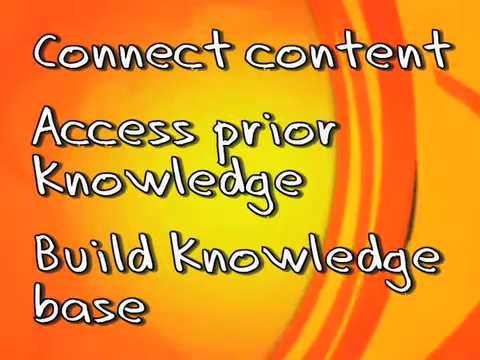 Connect content
Access prior
Knowledge
Build Knowledge
base